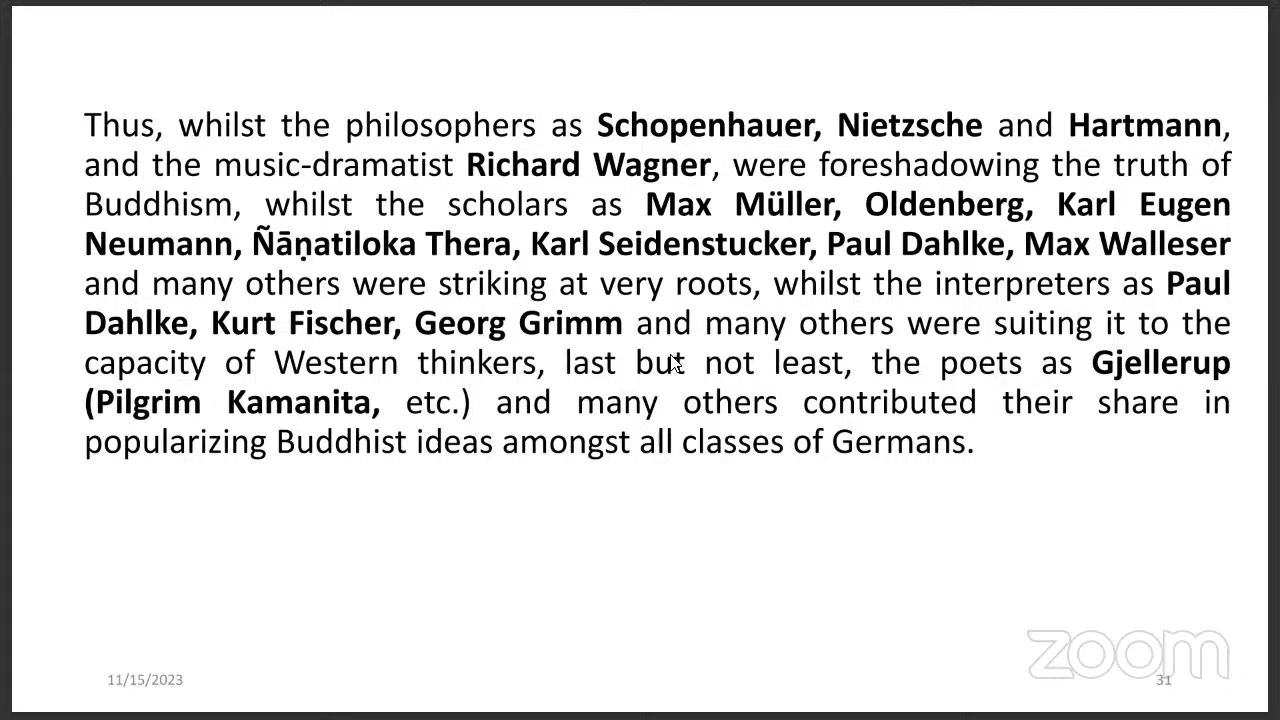 Thus, whilst the philosophers as Schopenhauer, Nietzsche and Hartmann,
and the music-dramatist Richard Wagner, were foreshadowing the truth of
Buddhism, whilst the scholars as Max Müller, Oldenberg, Karl Eugen
Neumann, Ñāṇatiloka Thera, Karl Seidenstucker, Paul Dahlke, Max Walleser
and many others were striking at very roots, whilst the interpreters as Paul
Dahlke, Kurt Fischer, Georg Grimm and many others were suiting it to the
capacity of Western thinkers, last but not least, the poets as Gjellerup
(Pilgrim Kamanita, etc.) and many others contributed their share in
popularizing Buddhist ideas amongst all classes of Germans.
zoom
11/15/2023
31